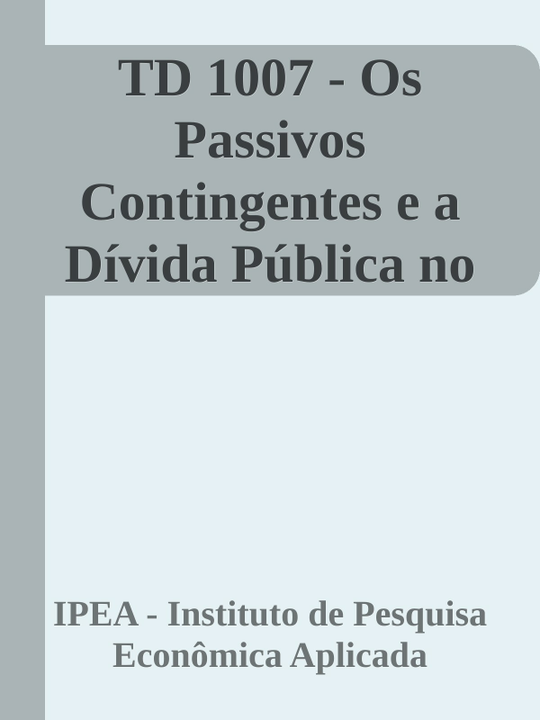 TD 1007 - Os
Passivos
Contingentes e a
Dívida Pública no
IPEA - Instituto de Pesquisa
Econômica Aplicada